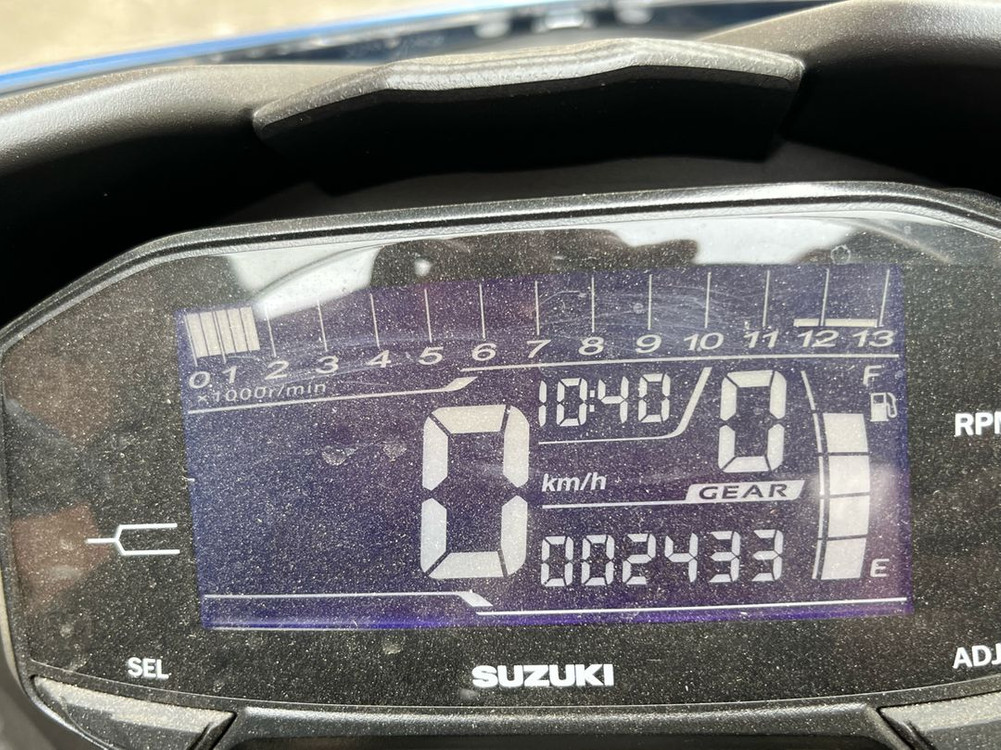 0 1 2 3 4 5 6 7 8 9 10 11 12 13
×1000r/min
10:40
0
F
0
km/h
GEAR
RPM
002433
E
SEL
SUZUKI
ADJ